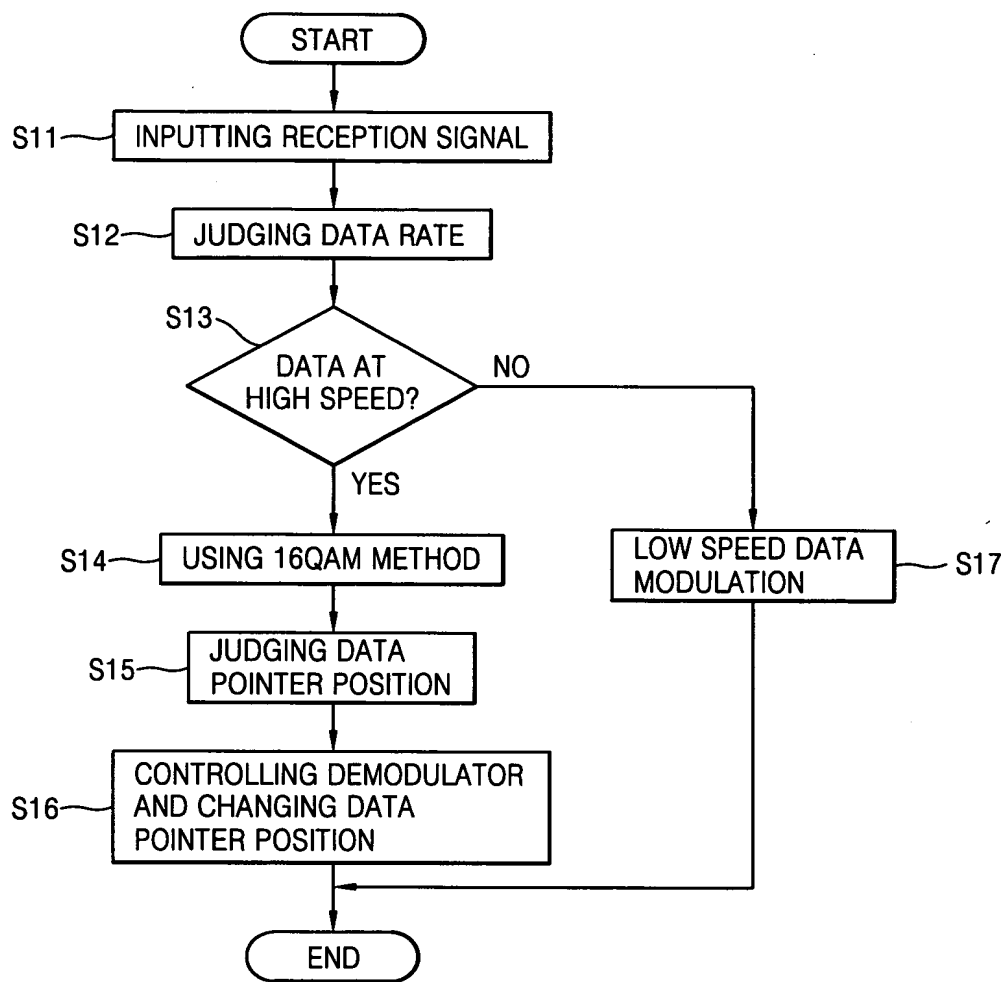 START
S11
INPUTTING RECEPTION SIGNAL
S12
JUDGING DATA RATE
S13
DATA AT
HIGH SPEED?
NO
YES
S14
USING 16QAM METHOD
LOW SPEED DATA
MODULATION
S17
S15
JUDGING DATA
POINTER POSITION
S16
CONTROLLING DEMODULATOR
AND CHANGING DATA
POINTER POSITION
END